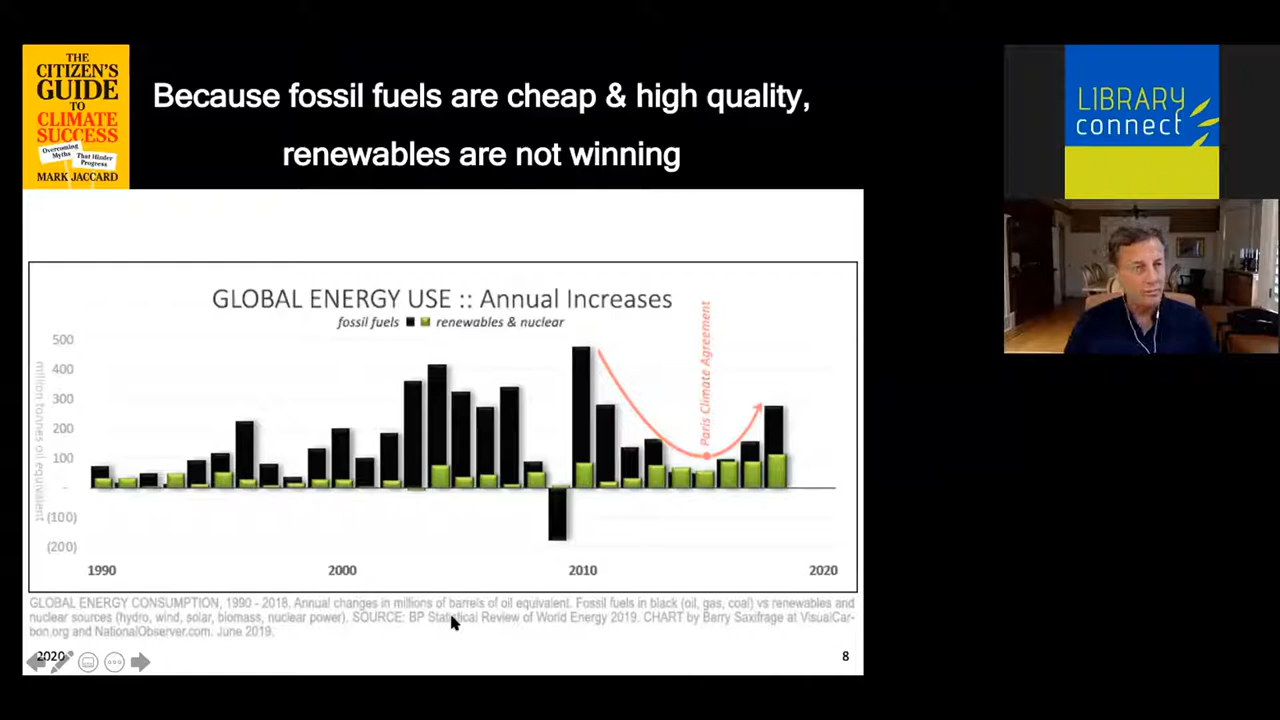 THE
CITIZEN'S
GUIDE
TO
CLIMATE
SUCCESS
Overcoming
Myths
That Hinder
Progress
MARK JACCARD
Because fossil fuels are cheap & high quality,
renewables are not winning
LIBRARY
connect
GLOBAL ENERGY USE :: Annual Increases
fossil fuels renewables & nuclear
500
400
300
200
100
-
(100)
(200)
million tonnes oil equivalent
Paris Climate Agreement
1990 2000 2010 2020
GLOBAL ENERGY CONSUMPTION, 1990 - 2018. Annual changes in millions of barrels of oil equivalent. Fossil fuels in black (oil, gas, coal) vs renewables and
nuclear sources (hydro, wind, solar, biomass, nuclear power). SOURCE: BP Statistical Review of World Energy 2019. CHART by Barry Saxifrage at VisualCar-
bon.org and NationalObserver.com. June 2019.
2020 8